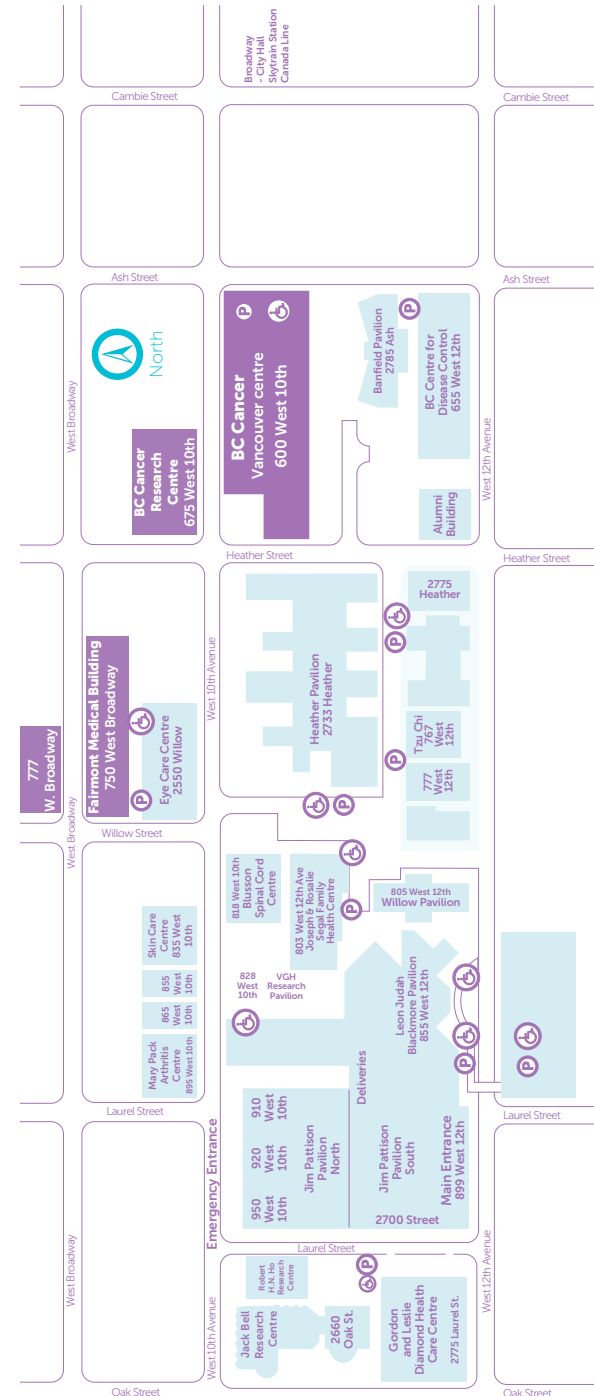 Broadway
- City Hall
Skytrain Station
Canada Line
Cambie Street
Cambie Street
Ash Street
Ash Street
North
West Broadway
BC Cancer
Research
Centre
675 West 10th
P
BC Cancer
Vancouver centre
600 West 10th
P
Banfield Pavilion
2785 Ash
BC Centre for
Disease Control
655 West 12th
West 12th Avenue
Alumni
Building
Heather Street
Heather Street
777
W. Broadway
Fairmont Medical Building
750 West Broadway
P
Eye Care Centre
2550 Willow
West 10th Avenue
Heather Pavilion
2733 Heather
P
2775
Heather
P
Tzu Chi
767
West
12th
P
777
West
12th
Willow Street
West Broadway
818 West 10th
Blusson
Spinal Cord
Centre
803 West 12th Ave
Joseph & Rosalie
Segal Family
Health Centre
P
805 West 12th
Willow Pavilion
Skin Care
Centre
835 West
10th
855
West
10th
865
West
10th
Mary Pack
Arthritis
Centre
895 West 10th
828
West
10th
VGH
Research
Pavilion
Leon Judah
Blackmore Pavilion
855 West 12th
P
P
Deliveries
Laurel Street
Laurel Street
Emergency Entrance
910
West
10th
920
West
10th
950
West
10th
Jim Pattison
Pavilion
North
Jim Pattison
Pavilion
South
Main Entrance
899 West 12th
2700 Street
Laurel Street
West Broadway
West 10th Avenue
Robert
H.N. Ho
Research
Centre
P
Jack Bell
Research
Centre
2660
Oak St.
Gordon
and Leslie
Diamond Health
Care Centre
2775 Laurel St.
West 12th Avenue
Oak Street
Oak Street